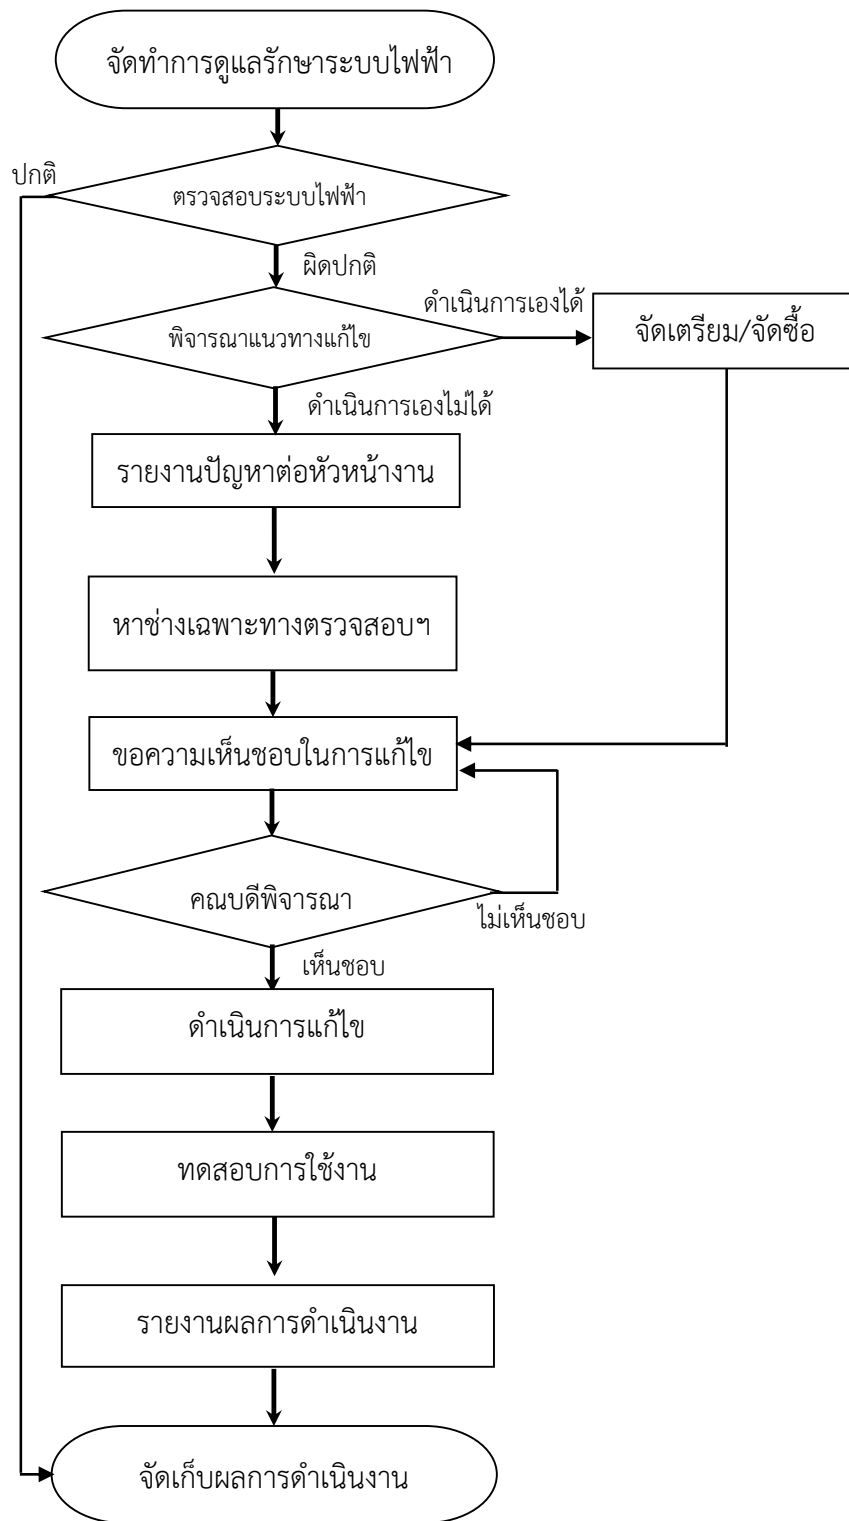 จัดทำการดูแลรักษาระบบไฟฟ้า
ปกติ
ตรวจสอบระบบไฟฟ้า
ผิดปกติ
ดำเนินการเองได้
จัดเตรียม/จัดซื้อ
พิจารณาแนวทางแก้ไข
ดำเนินการเองไม่ได้
รายงานปัญหาต่อหัวหน้างาน
หาช่างเฉพาะทางตรวจสอบฯ
ขอความเห็นชอบในการแก้ไข
คณบดีพิจารณา
ไม่เห็นชอบ
เห็นชอบ
ดำเนินการแก้ไข
ทดสอบการใช้งาน
รายงานผลการดำเนินงาน
จัดเก็บผลการดำเนินงาน